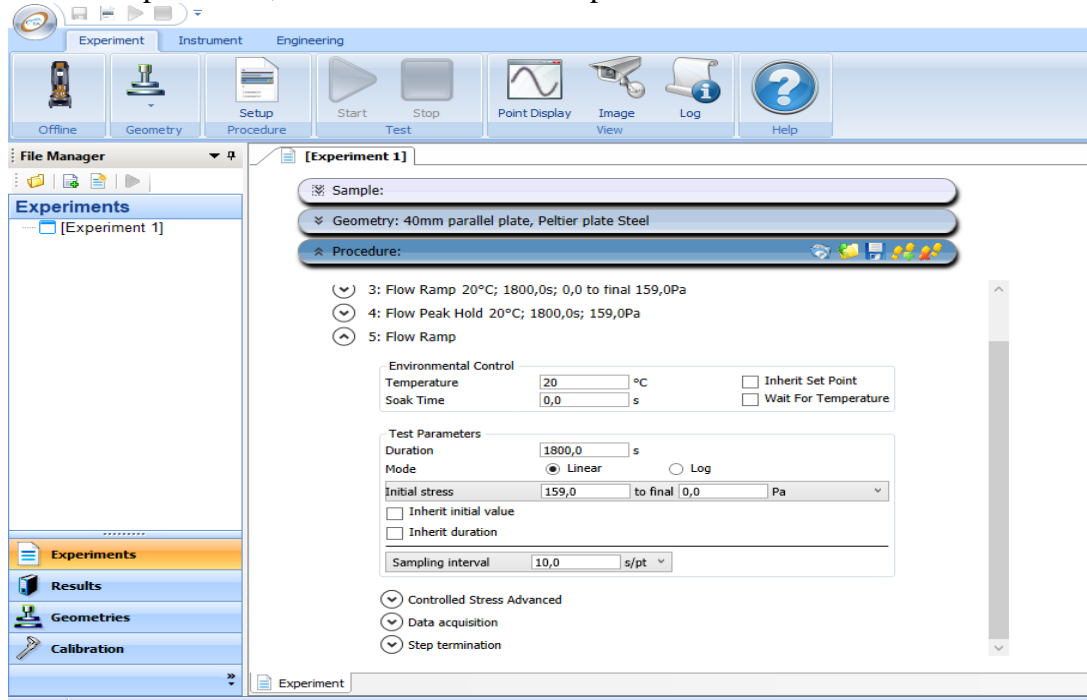 Experiment Instrument Engineering
Setup Start Stop Point Display Image Log
Offline Geometry Procedure Test View Help
File Manager
[Experiment 1]
Sample:
Experiments
Geometry: 40mm parallel plate, Peltier plate Steel
[Experiment 1]
Procedure:
3: Flow Ramp 20°C; 1800,0s; 0,0 to final 159,0Pa
4: Flow Peak Hold 20°C; 1800,0s; 159,0Pa
5: Flow Ramp
Environmental Control
Temperature 20 °C Inherit Set Point
Soak Time 0,0 s Wait For Temperature
Test Parameters
Duration 1800,0 s
Mode Linear Log
Initial stress 159,0 to final 0,0 Pa
Inherit initial value
Inherit duration
Sampling interval 10,0 s/pt
Controlled Stress Advanced
Data acquisition
Step termination
Experiments
Results
Geometries
Calibration
Experiment